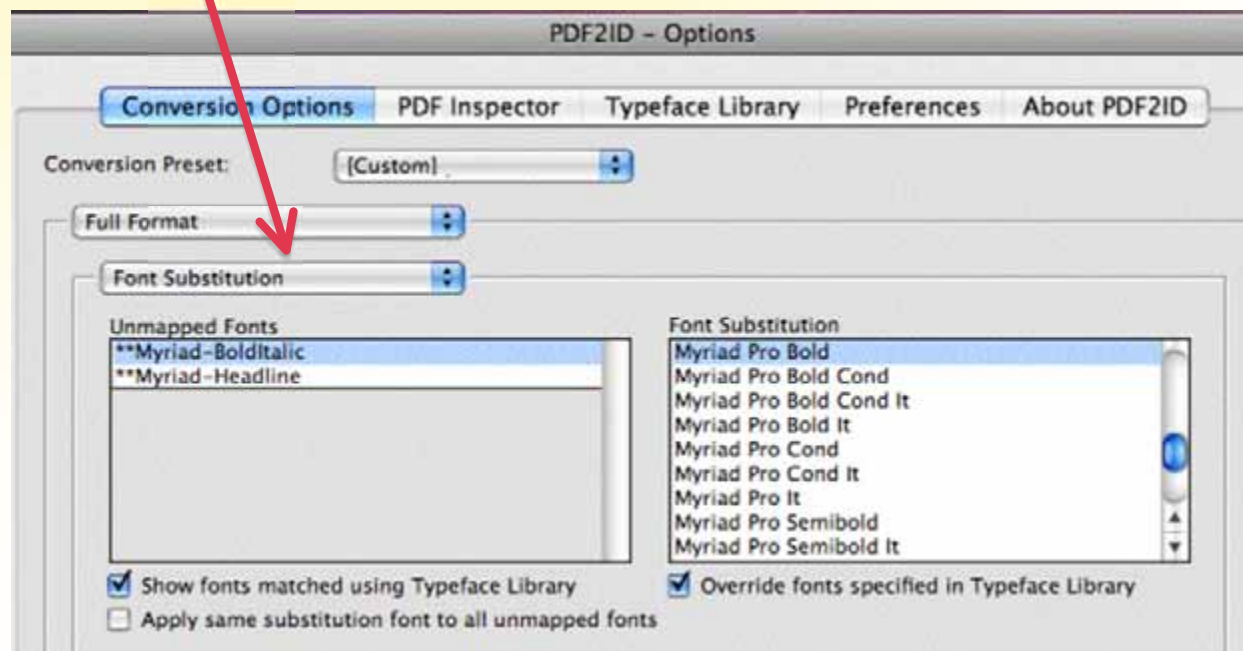 PDF2ID - Options
Conversion Options PDF Inspector Typeface Library Preferences About PDF2ID
Conversion Preset: [Custom]
Full Format
Font Substitution
Unmapped Fonts
**Myriad-BoldItalic
**Myriad-Headline
Font Substitution
Myriad Pro Bold
Myriad Pro Bold Cond
Myriad Pro Bold Cond It
Myriad Pro Bold It
Myriad Pro Cond
Myriad Pro Cond It
Myriad Pro It
Myriad Pro Semibold
Myriad Pro Semibold It
Show fonts matched using Typeface Library
Override fonts specified in Typeface Library
Apply same substitution font to all unmapped fonts